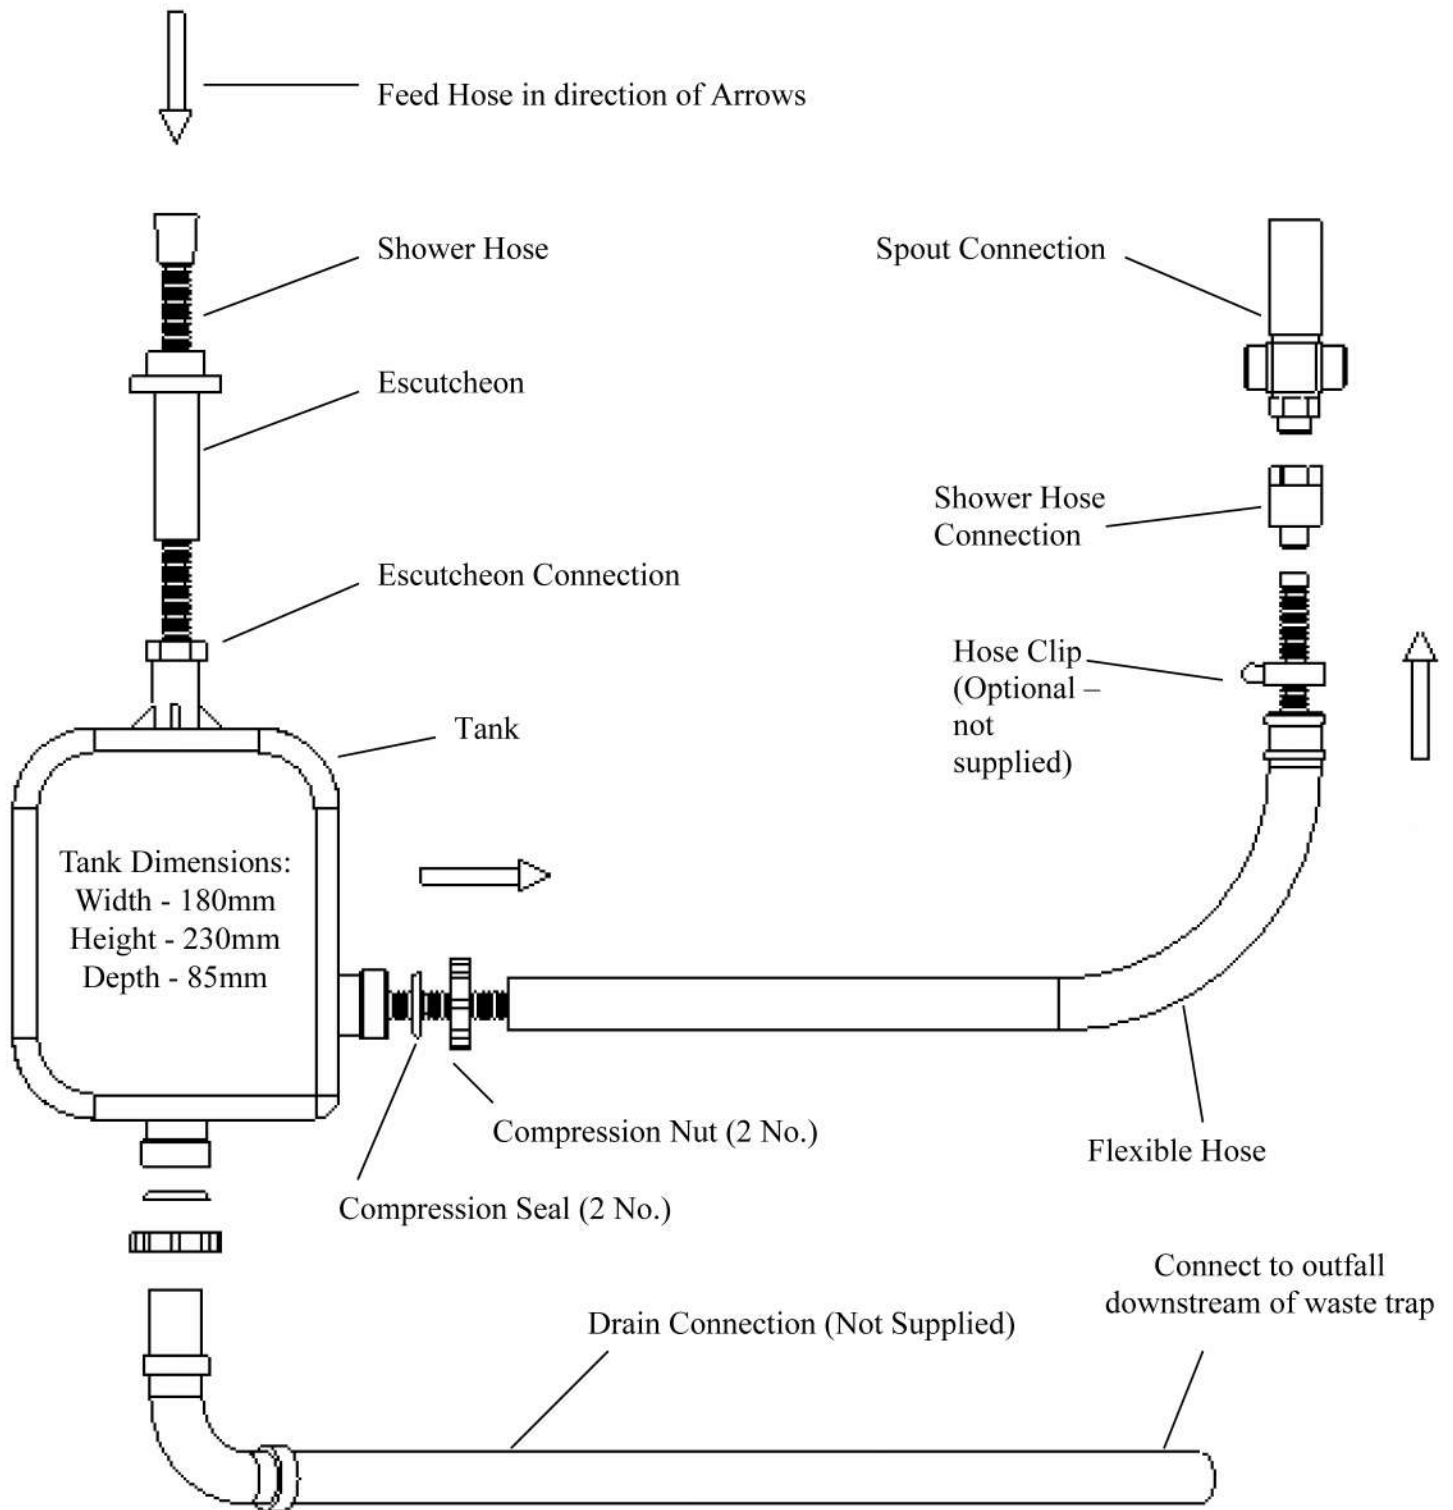 Feed Hose in direction of Arrows
Shower Hose
Spout Connection
Escutcheon
Shower Hose
Connection
Escutcheon Connection
Hose Clip
(Optional –
not
supplied)
Tank
Tank Dimensions:
Width - 180mm
Height - 230mm
Depth - 85mm
Compression Nut (2 No.)
Flexible Hose
Compression Seal (2 No.)
Connect to outfall
downstream of waste trap
Drain Connection (Not Supplied)